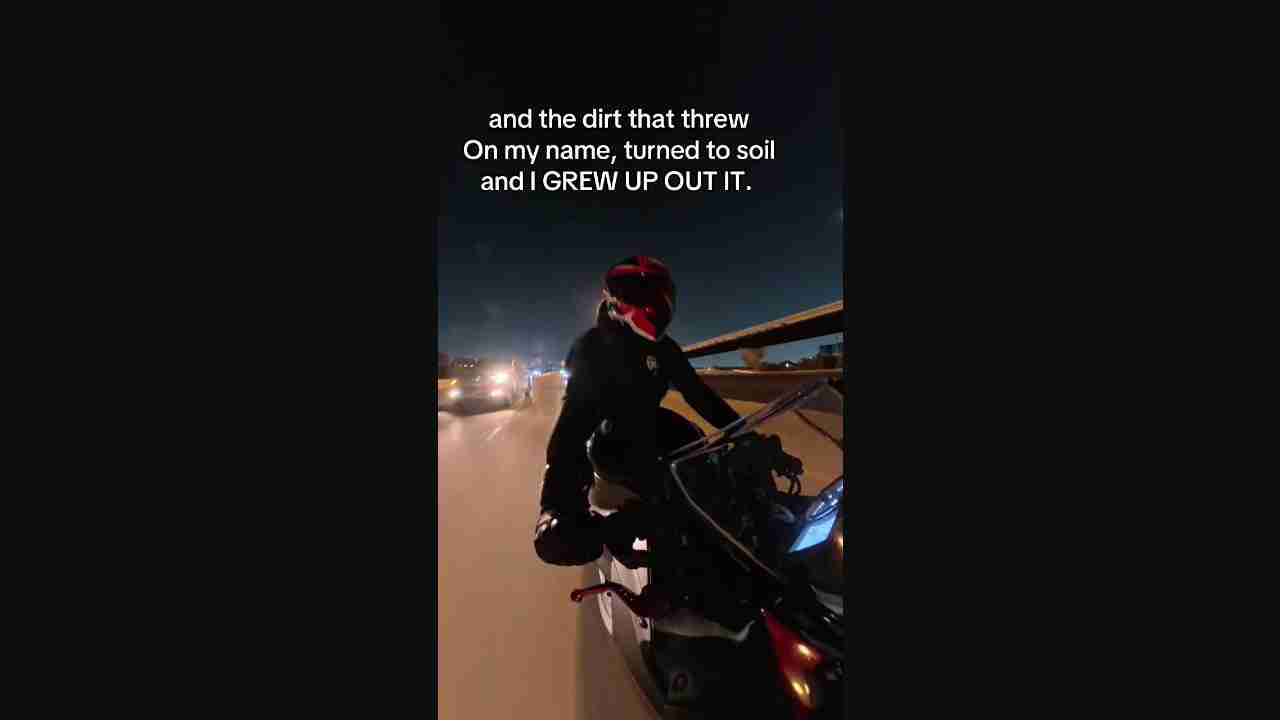 and the dirt that threw
On my name, turned to soil
and I GREW UP OUT IT.